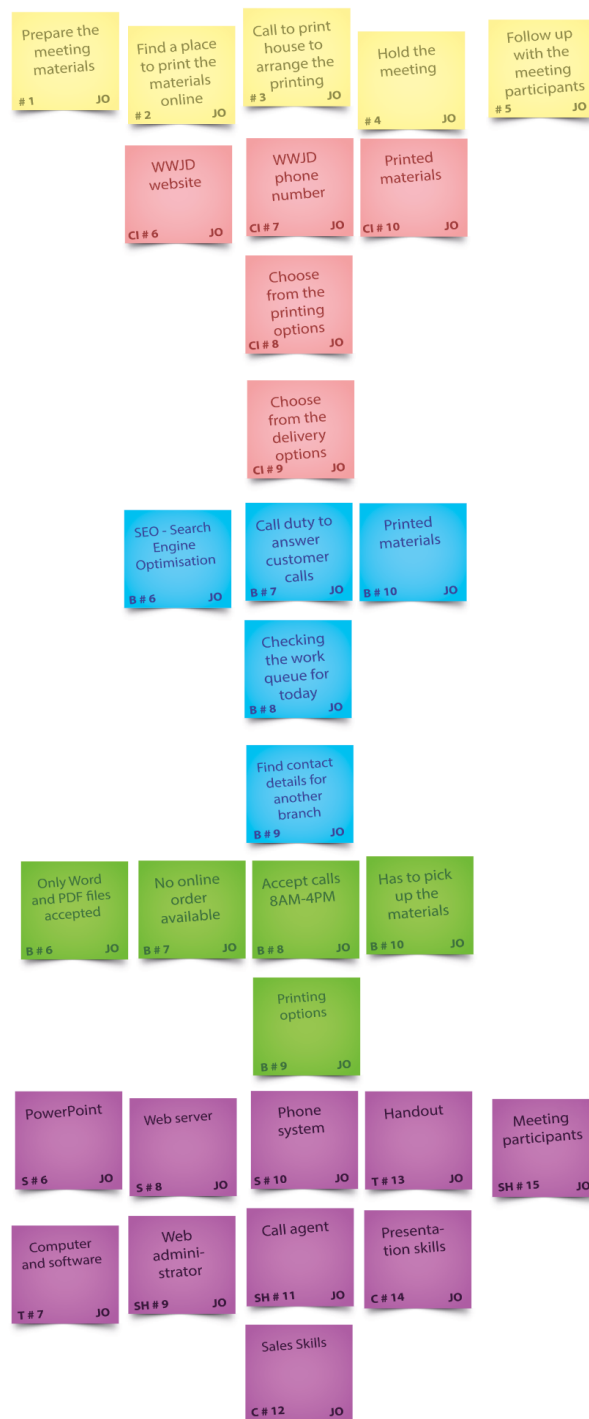 Prepare the
meeting
materials
# 1 JO
Find a place
to print the
materials
online
# 2 JO
Call to print
house to
arrange the
printing
# 3 JO
Hold the
meeting
# 4 JO
Follow up
with the
meeting
participants
# 5 JO
WWJD
website
CI # 6 JO
WWJD
phone
number
CI # 7 JO
Printed
materials
CI # 10 JO
Choose
from the
printing
options
CI # 8 JO
Choose
from the
delivery
options
CI # 9 JO
SEO - Search
Engine
Optimisation
B # 6 JO
Call duty to
answer
customer
calls
B # 7 JO
Printed
materials
B # 10 JO
Checking
the work
queue for
today
B # 8 JO
Find contact
details for
another
branch
B # 9 JO
Only Word
and PDF files
accepted
B # 6 JO
No online
order
available
B # 7 JO
Accept calls
8AM-4PM
B # 8 JO
Has to pick
up the
materials
B # 10 JO
Printing
options
B # 9 JO
PowerPoint
S # 6 JO
Web server
S # 8 JO
Phone
system
S # 10 JO
Handout
T # 13 JO
Meeting
participants
SH # 15 JO
Computer
and software
T # 7 JO
Web
admini-
strator
SH # 9 JO
Call agent
SH # 11 JO
Presenta-
tion skills
C # 14 JO
Sales Skills
C # 12 JO